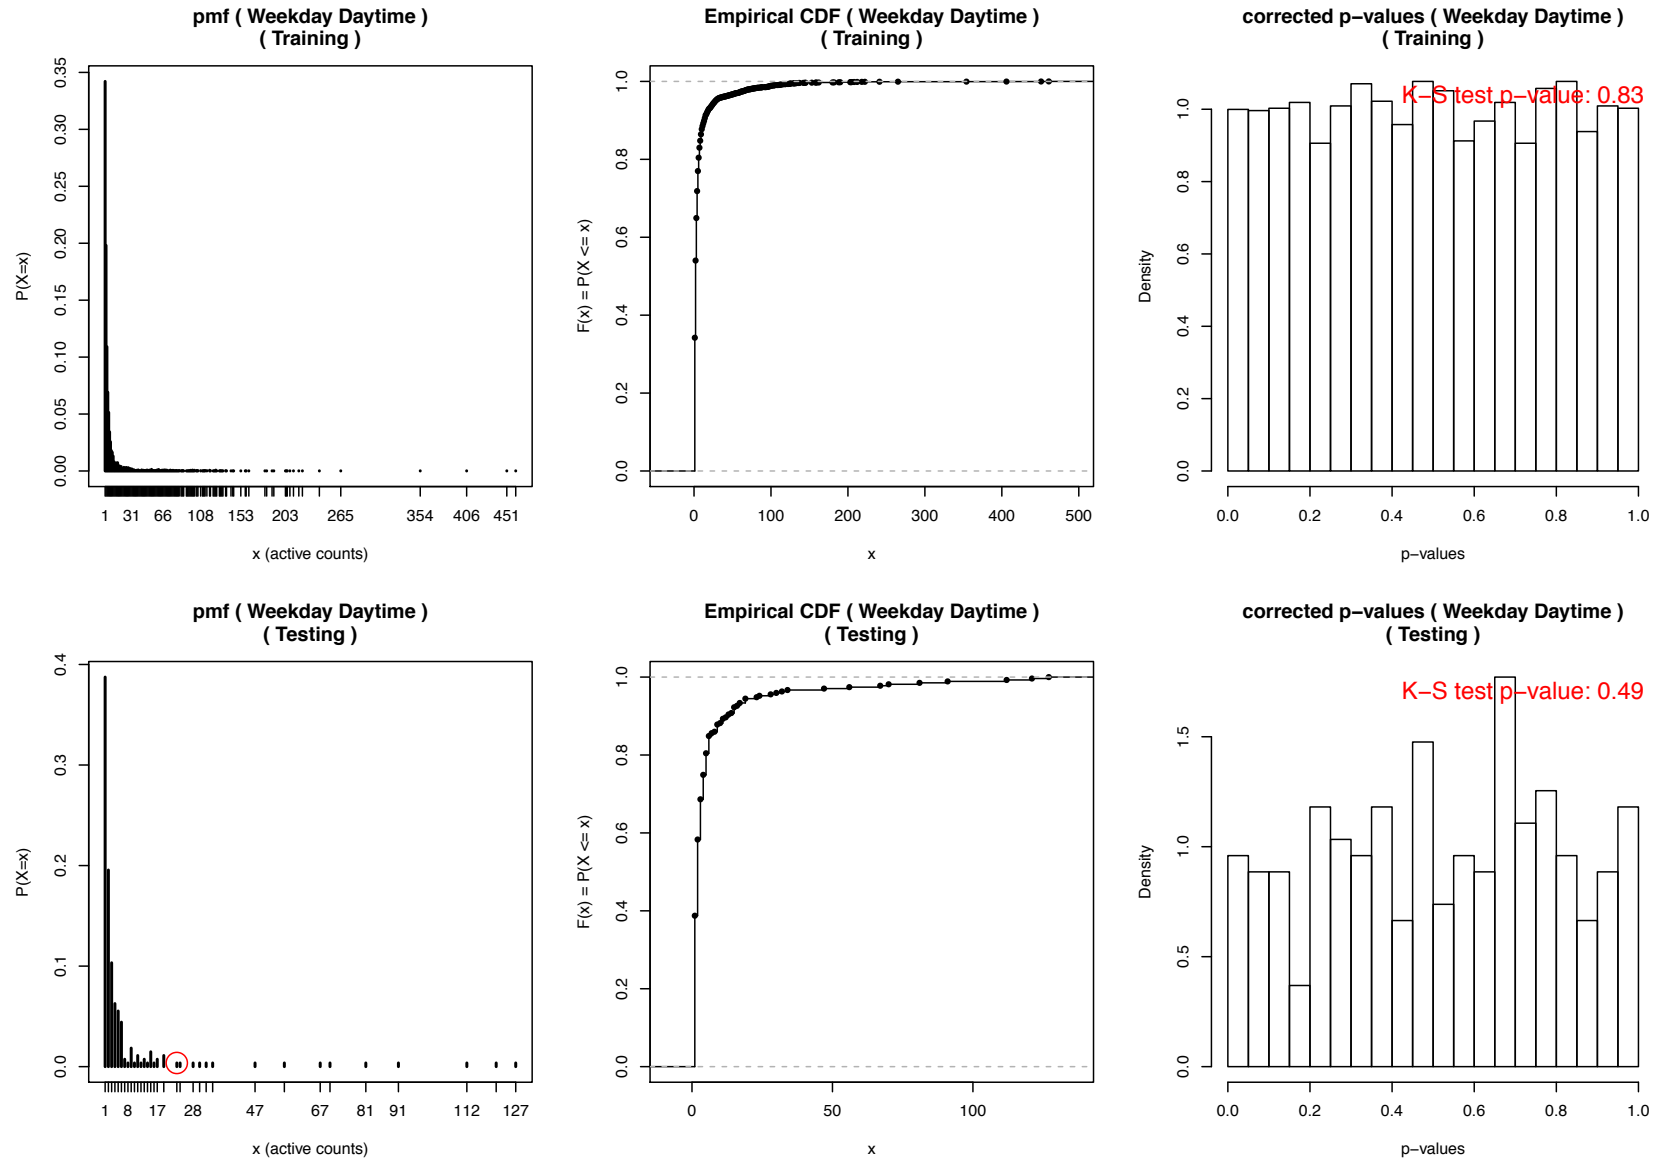 pmf ( Weekday Daytime )
( Training )
P(X=x)
0.35
0.30
0.25
0.20
0.15
0.10
0.05
0.00
1 31 66 108 153 203 265 354 406 451
x (active counts)
Empirical CDF ( Weekday Daytime )
( Training )
F(x) = P(X <= x)
1.0
0.8
0.6
0.4
0.2
0.0
0 100 200 300 400 500
x
corrected p−values ( Weekday Daytime )
( Training )
K−S test p−value: 0.83
Density
1.0
0.8
0.6
0.4
0.2
0.0
0.0 0.2 0.4 0.6 0.8 1.0
p−values
pmf ( Weekday Daytime )
( Testing )
P(X=x)
0.4
0.3
0.2
0.1
0.0
1 8 17 28 47 67 81 91 112 127
x (active counts)
Empirical CDF ( Weekday Daytime )
( Testing )
F(x) = P(X <= x)
1.0
0.8
0.6
0.4
0.2
0.0
0 50 100
x
corrected p−values ( Weekday Daytime )
( Testing )
K−S test p−value: 0.49
Density
1.5
1.0
0.5
0.0
0.0 0.2 0.4 0.6 0.8 1.0
p−values